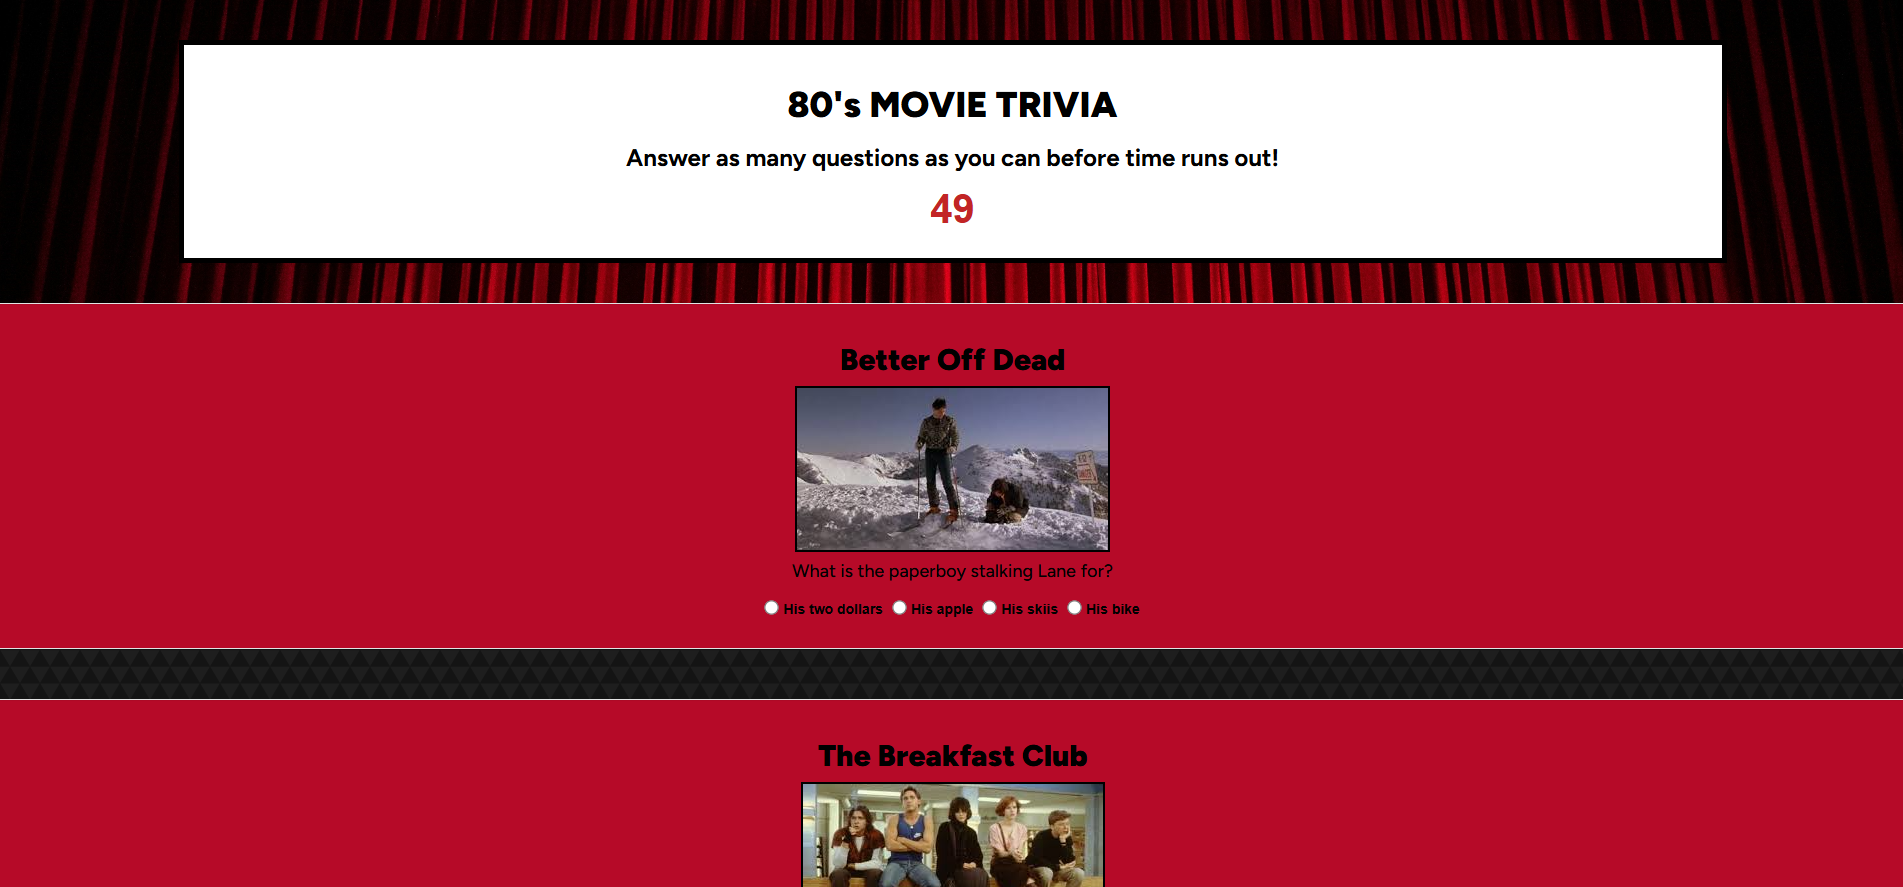 80's MOVIE TRIVIA
Answer as many questions as you can before time runs out!
49
Better Off Dead
What is the paperboy stalking Lane for?
His two dollars His apple His skiis His bike
The Breakfast Club